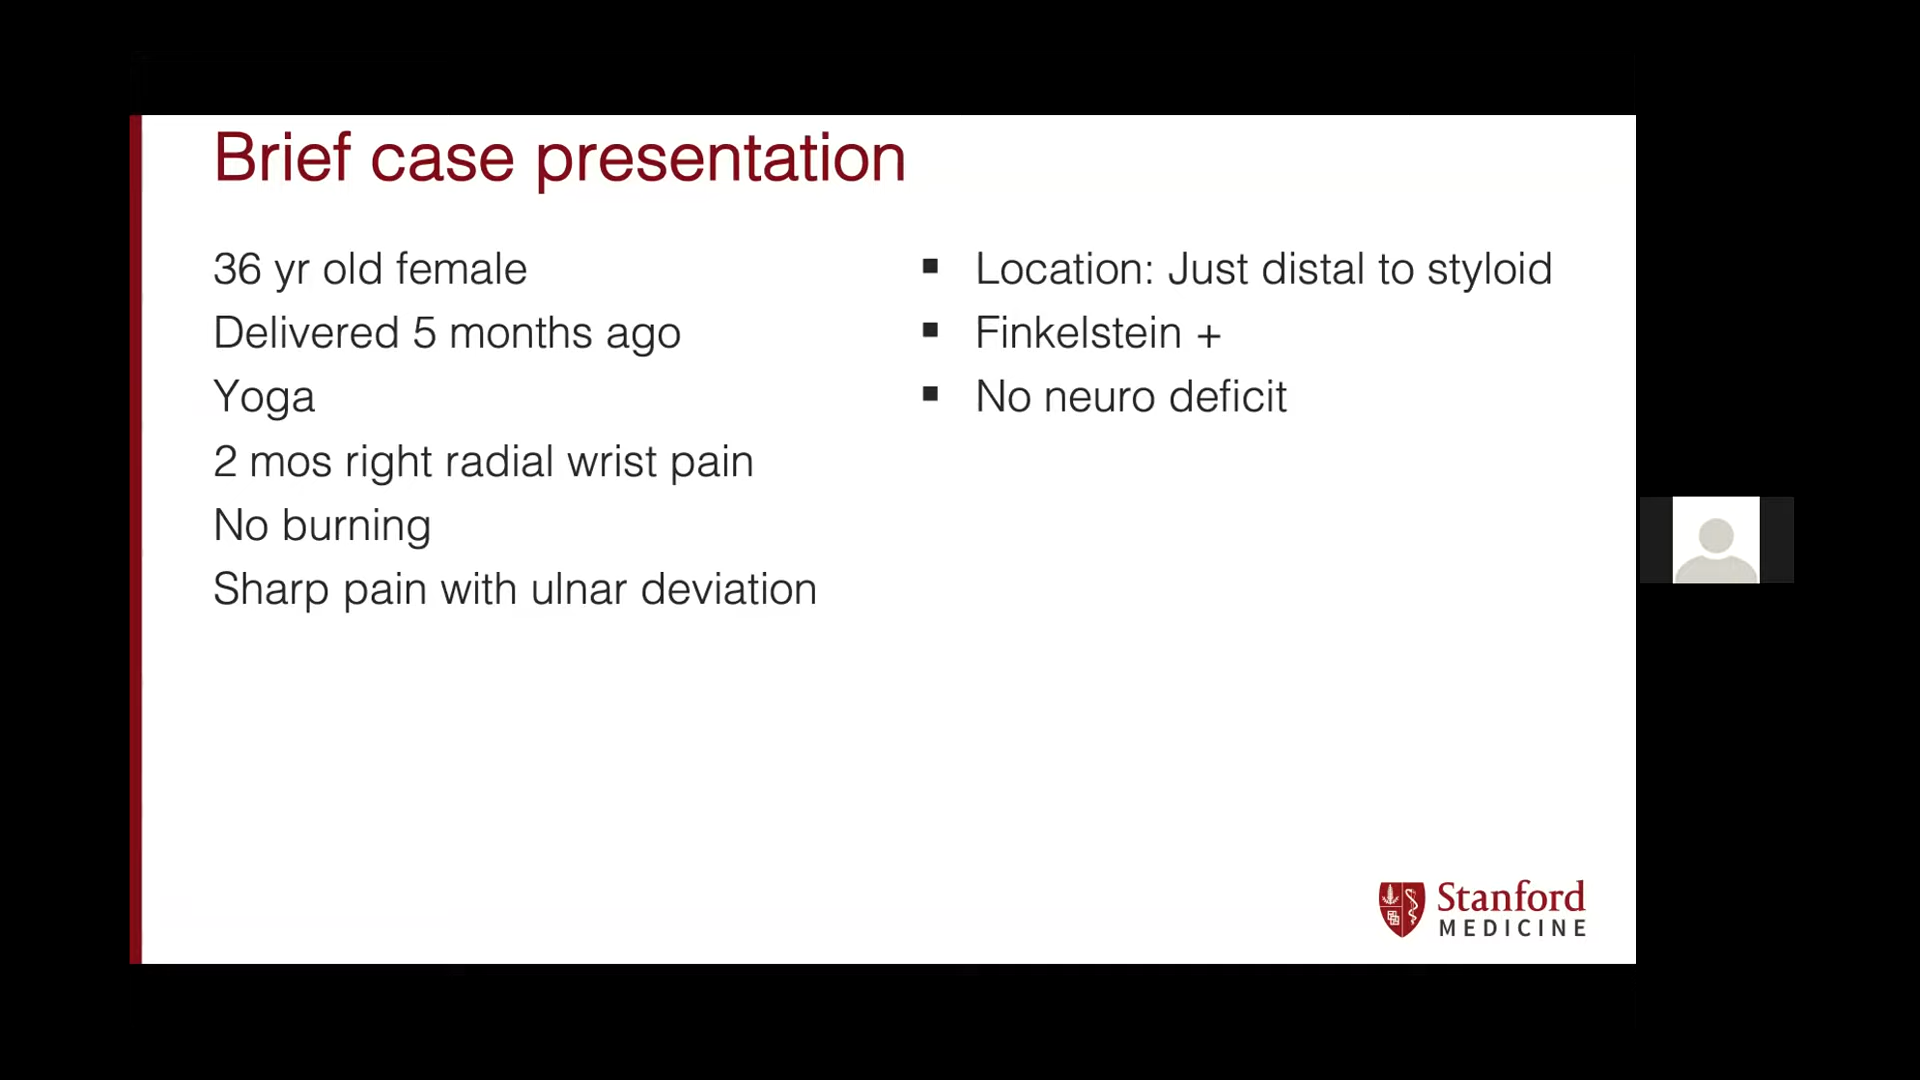 Brief case presentation
36 yr old female
Delivered 5 months ago
Yoga
2 mos right radial wrist pain
No burning
Sharp pain with ulnar deviation
▪ Location: Just distal to styloid
▪ Finkelstein +
▪ No neuro deficit
Stanford
MEDICINE